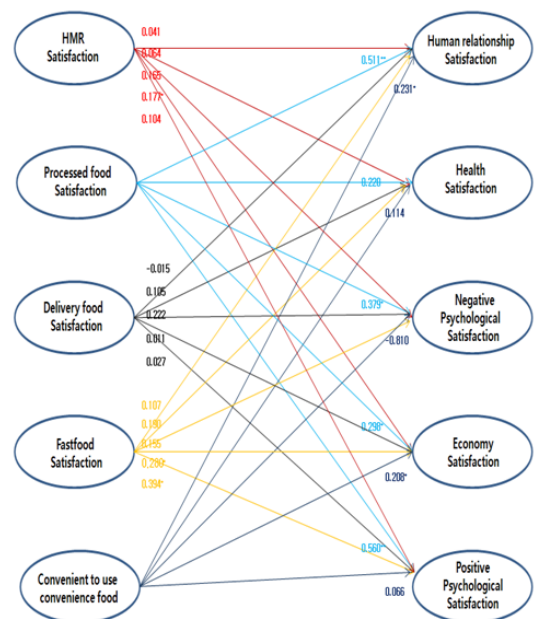 HMR
Satisfaction
Processed food
Satisfaction
Delivery food
Satisfaction
Fastfood
Satisfaction
Convenient to use
convenience food
0.041
0.064
0.165
0.177*
0.104
-0.015
0.105
0.222
0.011
0.027
0.107
0.190
0.155
0.394*
0.511**
0.231*
0.220
0.114
0.379*
-0.810
0.298*
0.208*
0.560**
0.066
Human relationship
Satisfaction
Health
Satisfaction
Negative
Psychological
Satisfaction
Economy
Satisfaction
Positive
Psychological
Satisfaction